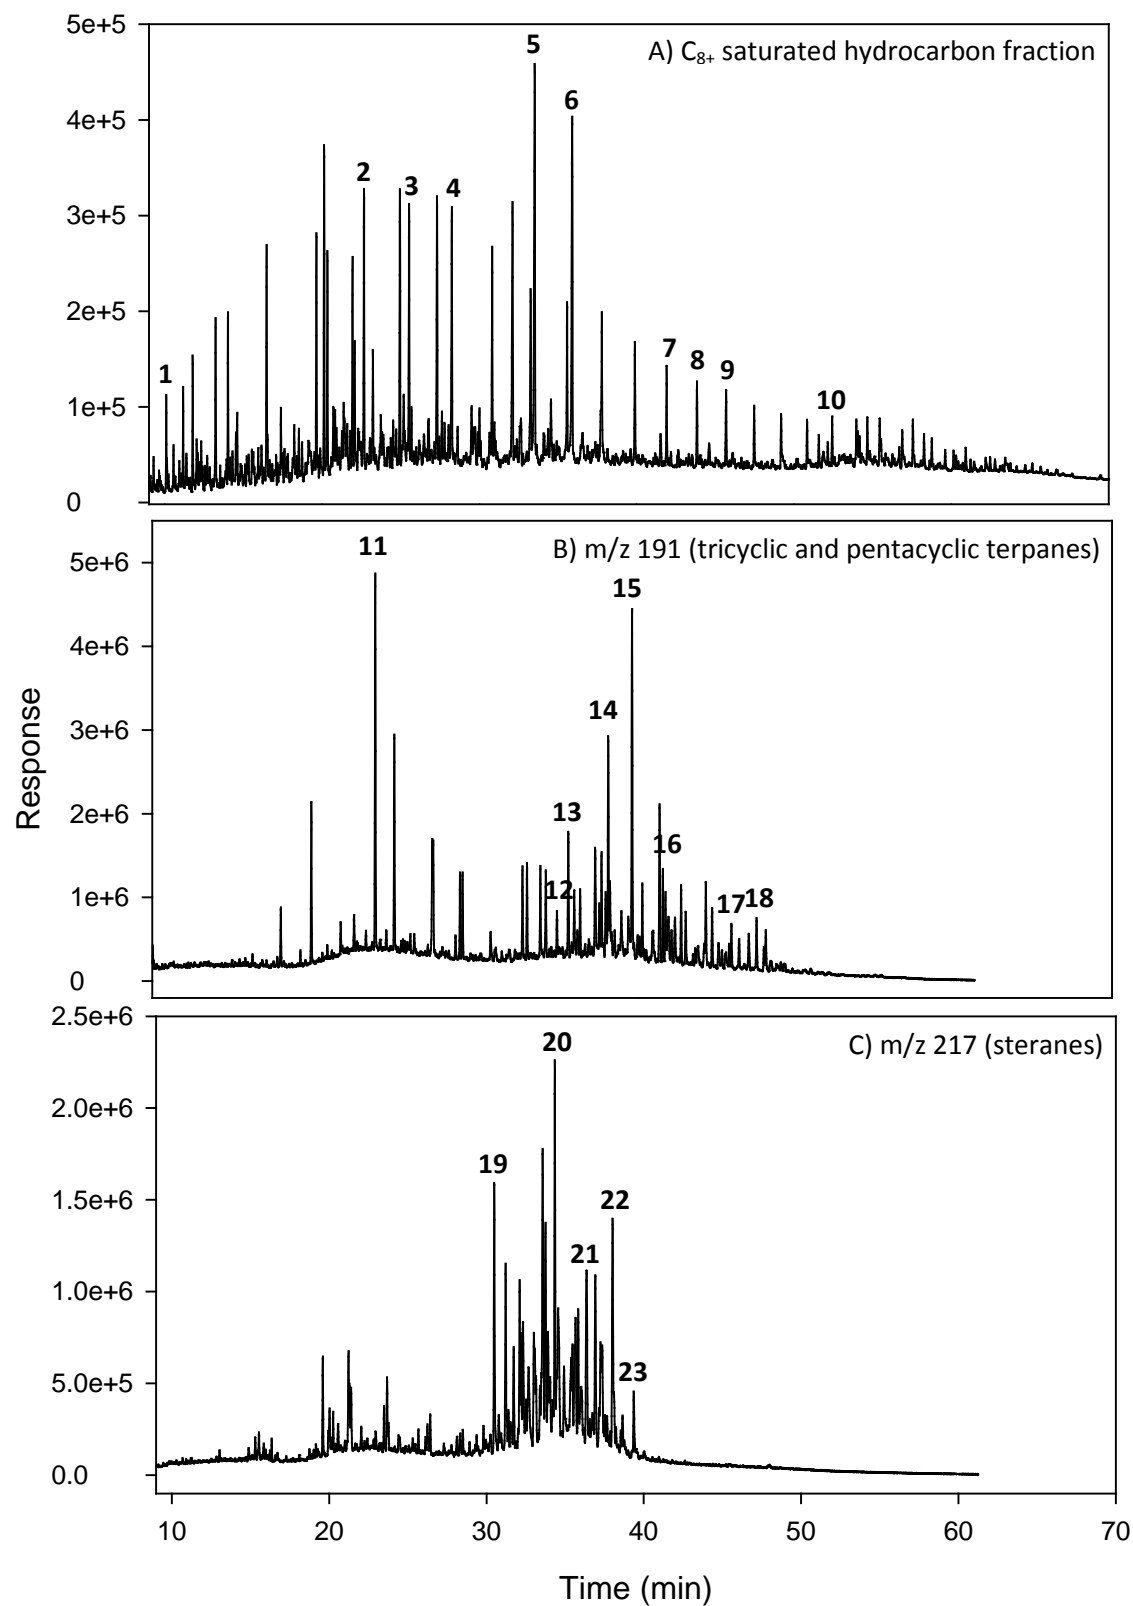 5e+5
A) C8+ saturated hydrocarbon fraction
5
4e+5
6
2
3
4
3e+5
2e+5
1
7
8
9
10
1e+5
0
11
B) m/z 191 (tricyclic and pentacyclic terpanes)
5e+6
15
4e+6
14
3e+6
13
2e+6
16
12
17
18
1e+6
0
Response
2.5e+6
20
C) m/z 217 (steranes)
2.0e+6
19
1.5e+6
22
21
1.0e+6
23
5.0e+5
0.0
10 20 30 40 50 60 70
Time (min)